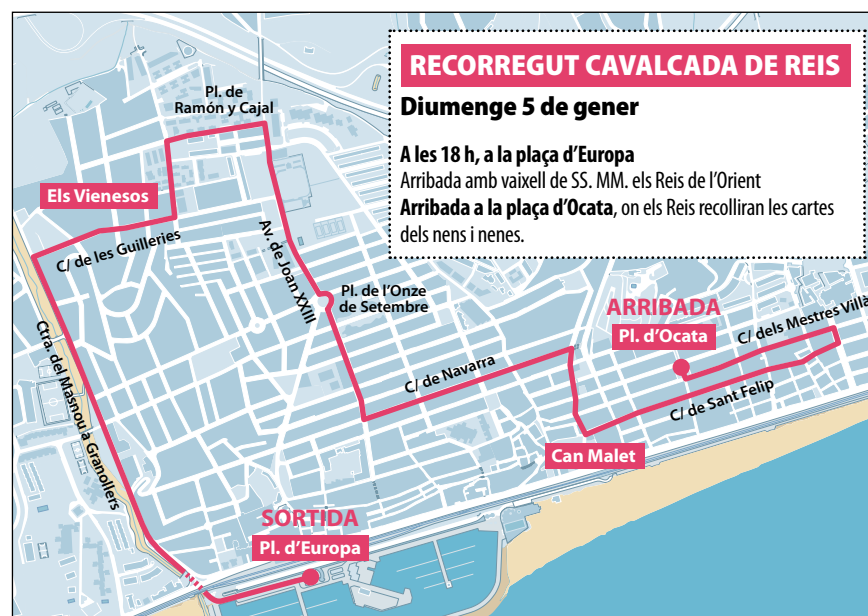 RECORREGUT CAVALCADA DE REIS
Diumenge 5 de gener
A les 18 h, a la plaça d'Europa
Arribada amb vaixell de SS. MM. els Reis de l'Orient
Arribada a la plaça d'Ocata, on els Reis recolliran les cartes
dels nens i nenes.
Pl. de
Ramón y Cajal
Els Vienesos
C/ de les Guilleries
Av. de Joan XXIII
Pl. de l'Onze
de Setembre
ARRIBADA
Pl. d'Ocata
C/ dels Mestres Villà
C/ de Navarra
C/ de Sant Felip
Ctra. del Masnou a Granollers
Can Malet
SORTIDA
Pl. d'Europa